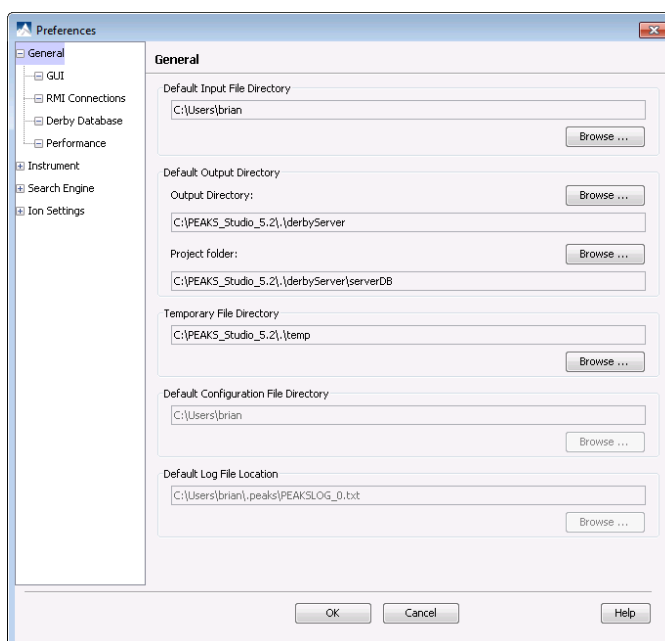 Preferences
General
GUI
RMI Connections
Derby Database
Performance
Instrument
Search Engine
Ion Settings
General
Default Input File Directory
C:\Users\brian
Browse ...
Default Output Directory
Output Directory:
Browse ...
C:\PEAKS_Studio_5.2\.\derbyServer
Project folder:
Browse ...
C:\PEAKS_Studio_5.2\.\derbyServer\serverDB
Temporary File Directory
C:\PEAKS_Studio_5.2\.\temp
Browse ...
Default Configuration File Directory
C:\Users\brian
Browse ...
Default Log File Location
C:\Users\brian\.peaks\PEAKSLOG_0.txt
Browse ...
OK Cancel Help